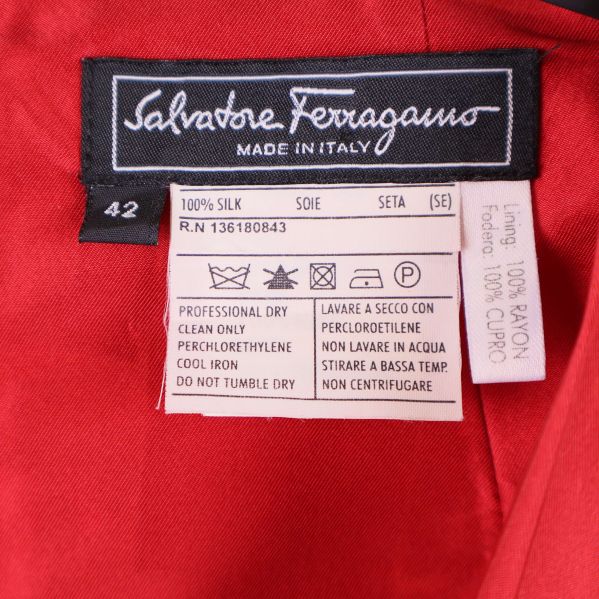 Salvatore Ferragamo
MADE IN ITALY
42
100% SILK SOIE SETA (SE)
R.N 136180843
P
PROFESSIONAL DRY
CLEAN ONLY
PERCHLORETHYLENE
COOL IRON
DO NOT TUMBLE DRY
LAVARE A SECCO CON
PERCLOROETILENE
NON LAVARE IN ACQUA
STIRARE A BASSA TEMP.
NON CENTRIFUGARE
Lining: 100% RAYON
Fodera: 100% CUPRO